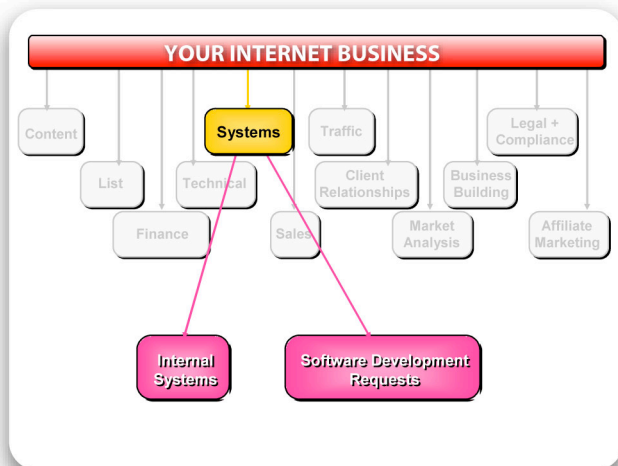 YOUR INTERNET BUSINESS
Content
Systems
Traffic
Legal +
Compliance
List
Technical
Client
Relationships
Business
Building
Finance
Sales
Market
Analysis
Affiliate
Marketing
Internal
Systems
Software Development
Requests